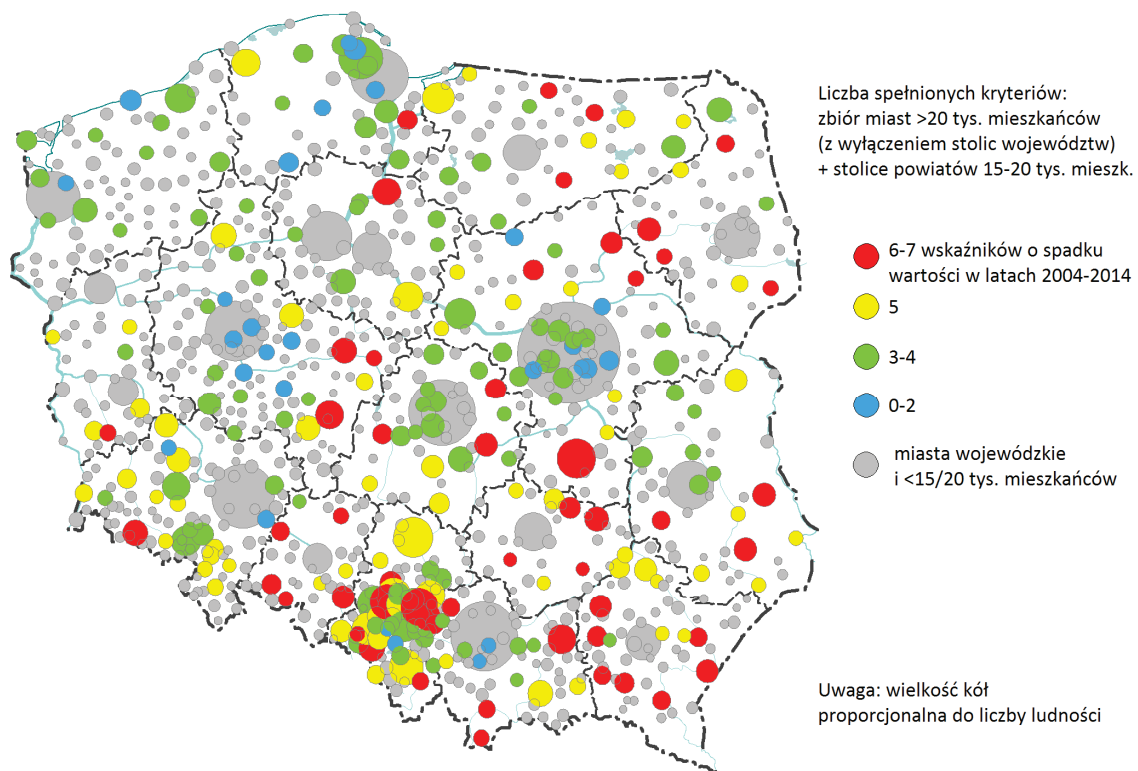 Liczba spełnionych kryteriów:
zbiór miast >20 tys. mieszkańców
(z wyłączeniem stolic województw)
+ stolice powiatów 15-20 tys. mieszk.
6-7 wskaźników o spadku
wartości w latach 2004-2014
5
3-4
0-2
miasta wojewódzkie
i <15/20 tys. mieszkańców
Uwaga: wielkość kół
proporcjonalna do liczby ludności